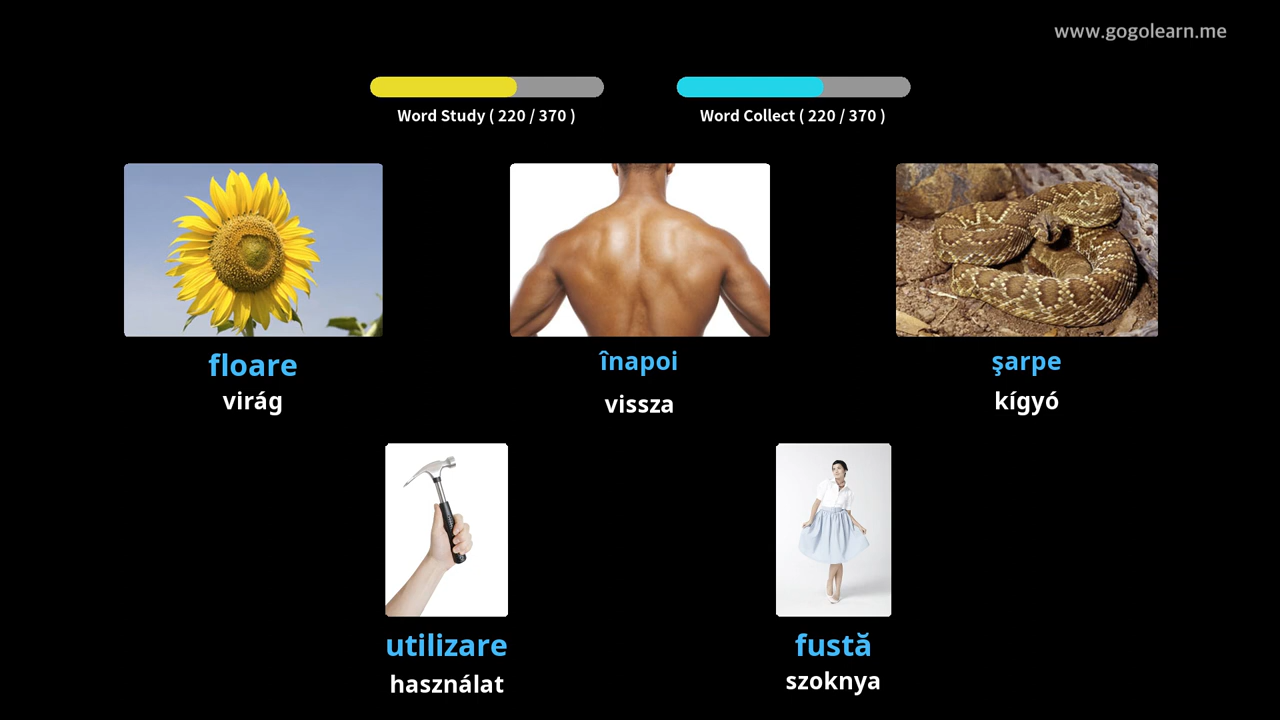 www.gogolearn.me
Word Study ( 220 / 370 )
Word Collect ( 220 / 370 )
floare
virág
înapoi
vissza
şarpe
kígyó
utilizare
használat
fustă
szoknya